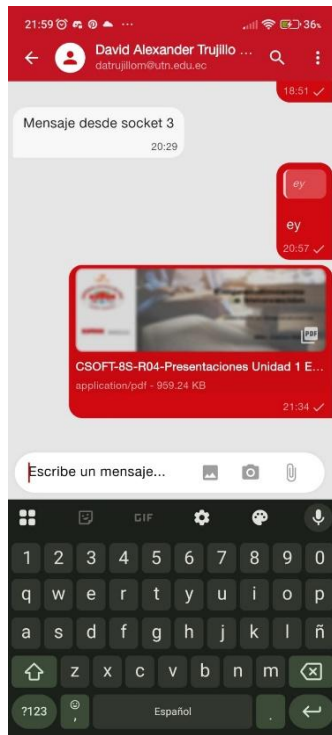 21:59 36%
David Alexander Trujillo ...
datrujillom@utn.edu.ec
18:51
Mensaje desde socket 3
20:29
ey
ey
20:57
PDF
CSOFT-8S-R04-Presentaciones Unidad 1 E...
application/pdf - 959.24 KB
21:34
Escribe un mensaje...
GIF
1 2 3 4 5 6 7 8 9 0
q w e r t y u i o p
a s d f g h j k l ñ
z x c v b n m
?123 , Español .